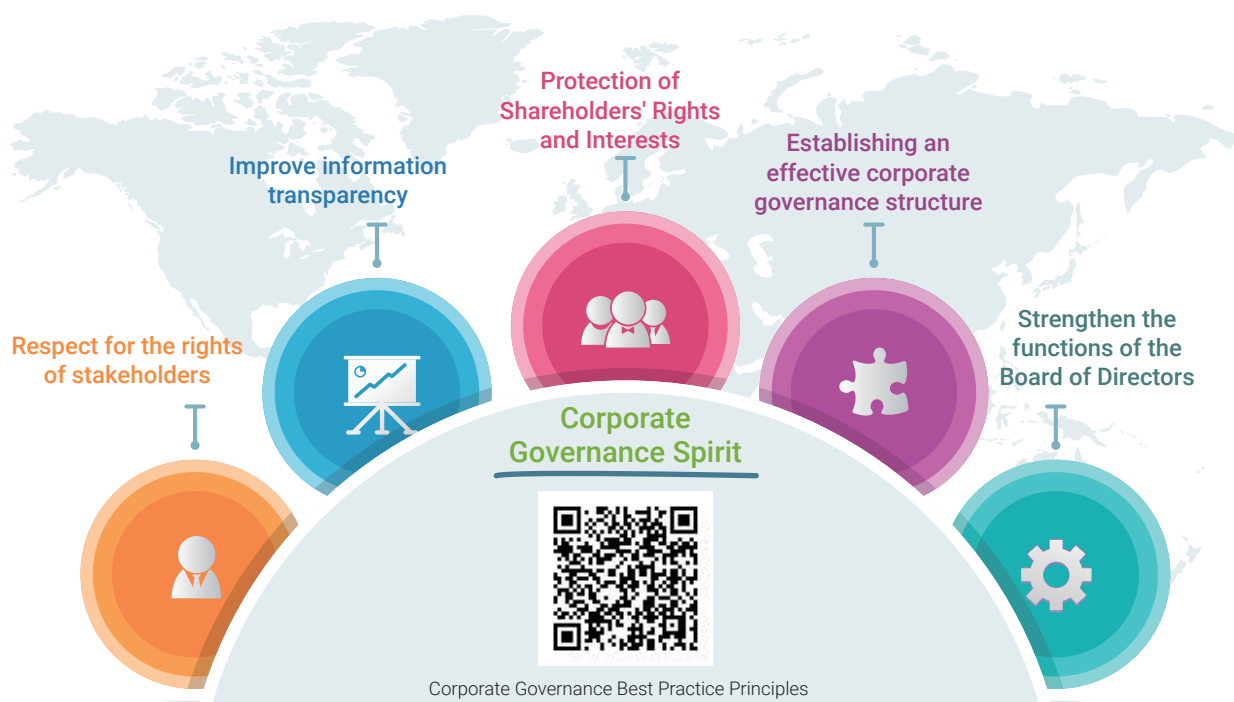 Protection of
Shareholders' Rights
and Interests
Improve information
transparency
Establishing an
effective corporate
governance structure
Respect for the rights
of stakeholders
Strengthen the
functions of the
Board of Directors
Corporate
Governance Spirit
Corporate Governance Best Practice Principles